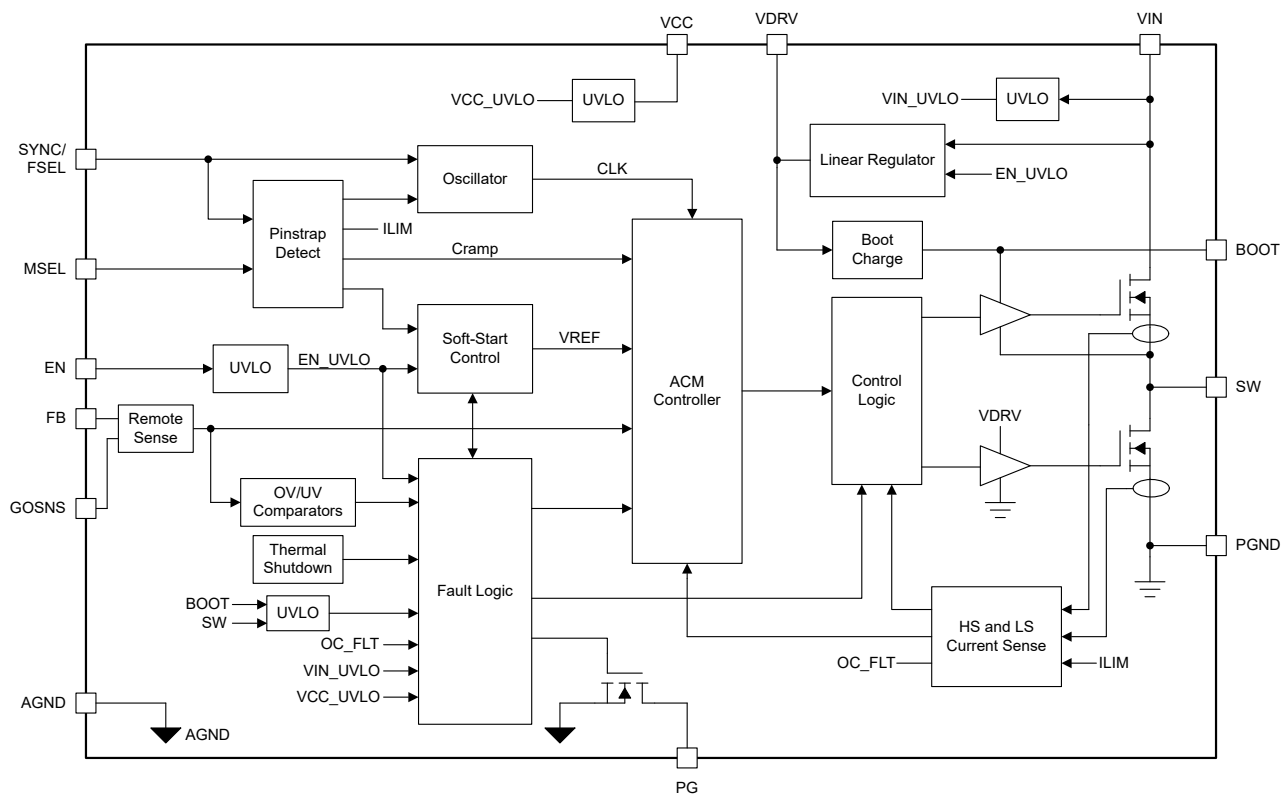 VCC
VDRV
VIN
VCC_UVLO
UVLO
VIN_UVLO
UVLO
SYNC/
FSEL
Oscillator
CLK
Linear Regulator
EN_UVLO
Pinstrap
Detect
ILIM
MSEL
Cramp
Boot
Charge
BOOT
Soft-Start
Control
VREF
EN
UVLO
EN_UVLO
ACM
Controller
Control
Logic
SW
FB
Remote
Sense
VDRV
GOSNS
OV/UV
Comparators
Thermal
Shutdown
PGND
Fault Logic
BOOT
SW
UVLO
HS and LS
Current Sense
OC_FLT
OC_FLT
ILIM
VIN_UVLO
VCC_UVLO
AGND
AGND
PG